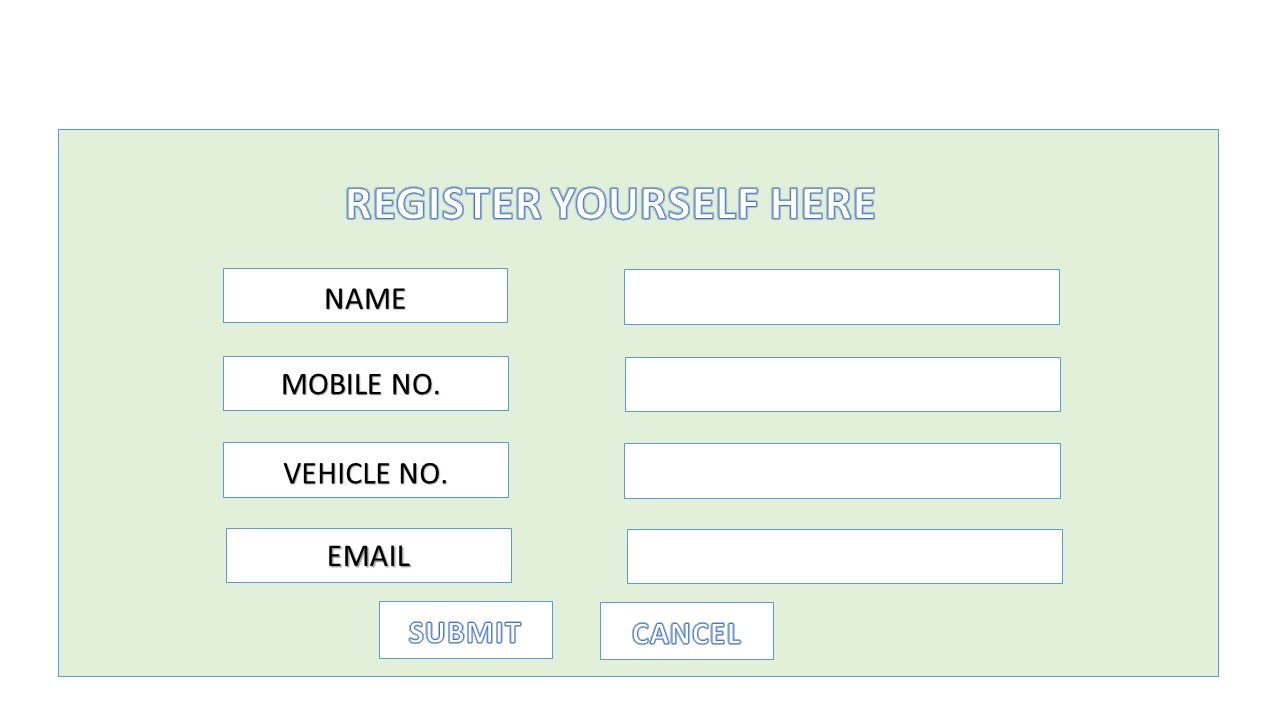 REGISTER YOURSELF HERE
NAME
MOBILE NO.
VEHICLE NO.
EMAIL
SUBMIT
CANCEL